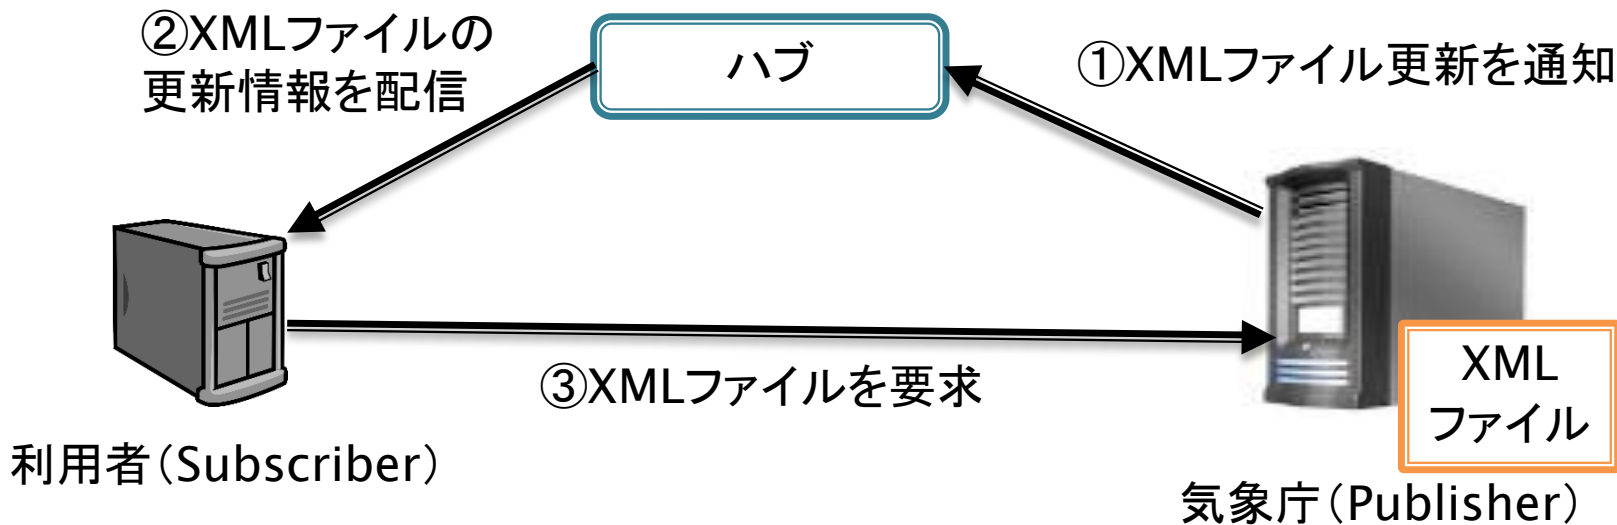 ②XMLファイルの
更新情報を配信
ハブ
①XMLファイル更新を通知
③XMLファイルを要求
XML
ファイル
利用者(Subscriber)
気象庁(Publisher)